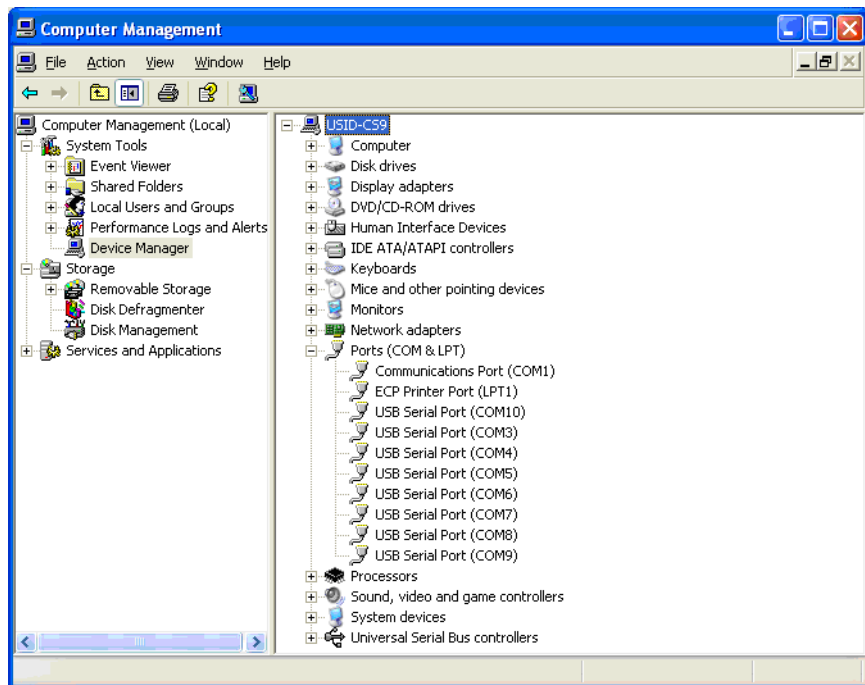 Computer Management
File Action View Window Help
Computer Management (Local)
System Tools
Event Viewer
Shared Folders
Local Users and Groups
Performance Logs and Alerts
Device Manager
Storage
Removable Storage
Disk Defragmenter
Disk Management
Services and Applications
USID-CS9
Computer
Disk drives
Display adapters
DVD/CD-ROM drives
Human Interface Devices
IDE ATA/ATAPI controllers
Keyboards
Mice and other pointing devices
Monitors
Network adapters
Ports (COM & LPT)
Communications Port (COM1)
ECP Printer Port (LPT1)
USB Serial Port (COM10)
USB Serial Port (COM3)
USB Serial Port (COM4)
USB Serial Port (COM5)
USB Serial Port (COM6)
USB Serial Port (COM7)
USB Serial Port (COM8)
USB Serial Port (COM9)
Processors
Sound, video and game controllers
System devices
Universal Serial Bus controllers